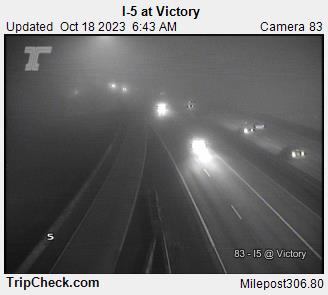 I-5 at Victory
Updated Oct 18 2023 6:43 AM Camera 83
T
S
83 - I5 @ Victory
TripCheck.com Milepost306.80